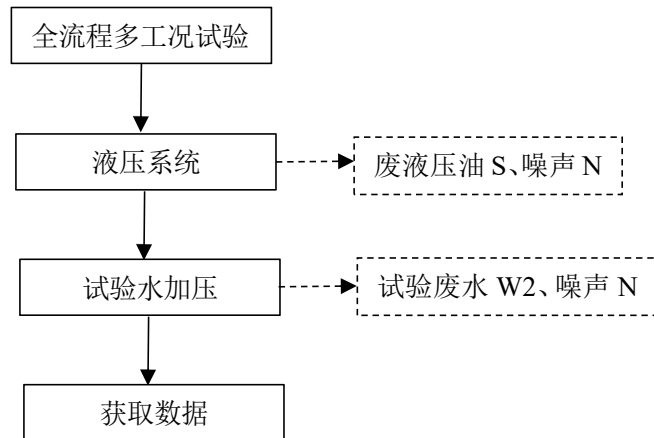 全流程多工况试验
液压系统
废液压油 S、噪声 N
试验水加压
试验废水 W2、噪声 N
获取数据